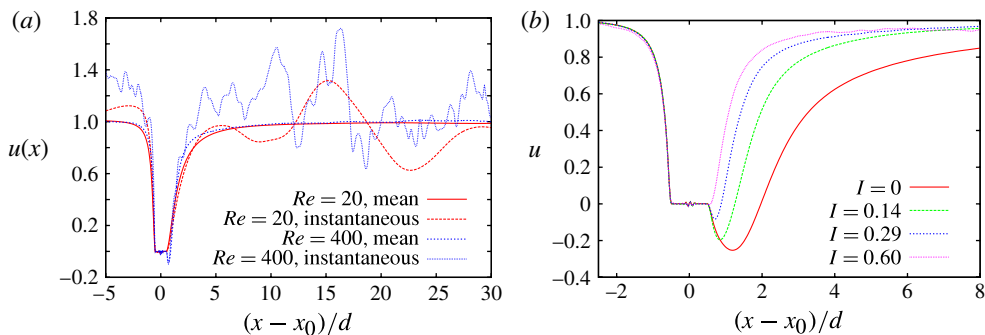 (a)
1.8
1.4
1.0
0.6
0.2
−0.2
u(x)
Re = 20, mean
Re = 20, instantaneous
Re = 400, mean
Re = 400, instantaneous
−5 0 5 10 15 20 25 30
(x − x0)/d
(b)
1.0
0.8
0.6
0.4
0.2
0
−0.2
−0.4
u
I = 0
I = 0.14
I = 0.29
I = 0.60
−2 0 2 4 6 8
(x − x0)/d